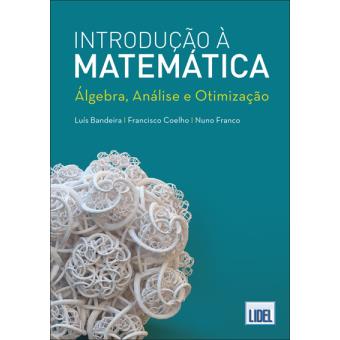 INTRODUÇÃO À
MATEMÁTICA
Álgebra, Análise e Otimização
Luís Bandeira | Francisco Coelho | Nuno Franco
LIDEL